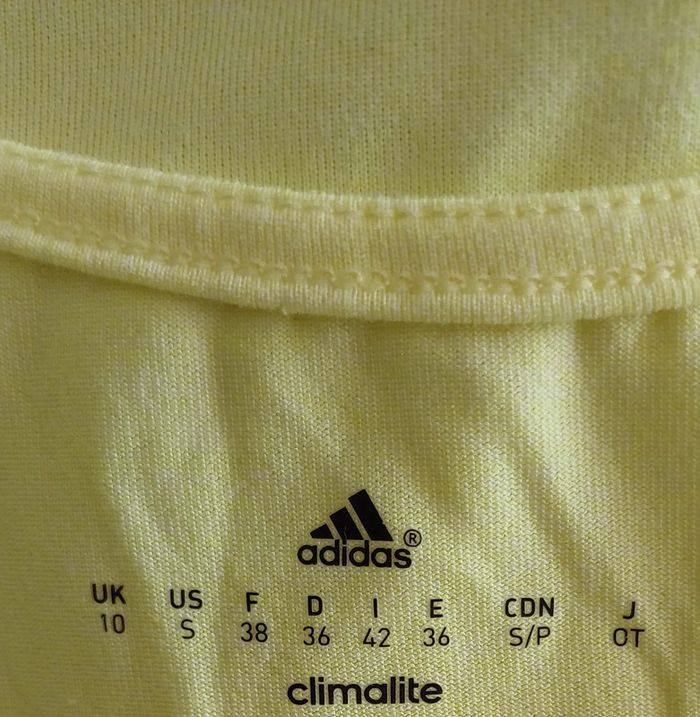 adidas®
UK US F D I E CDN J
10 S 38 36 42 36 S/P OT
climalite